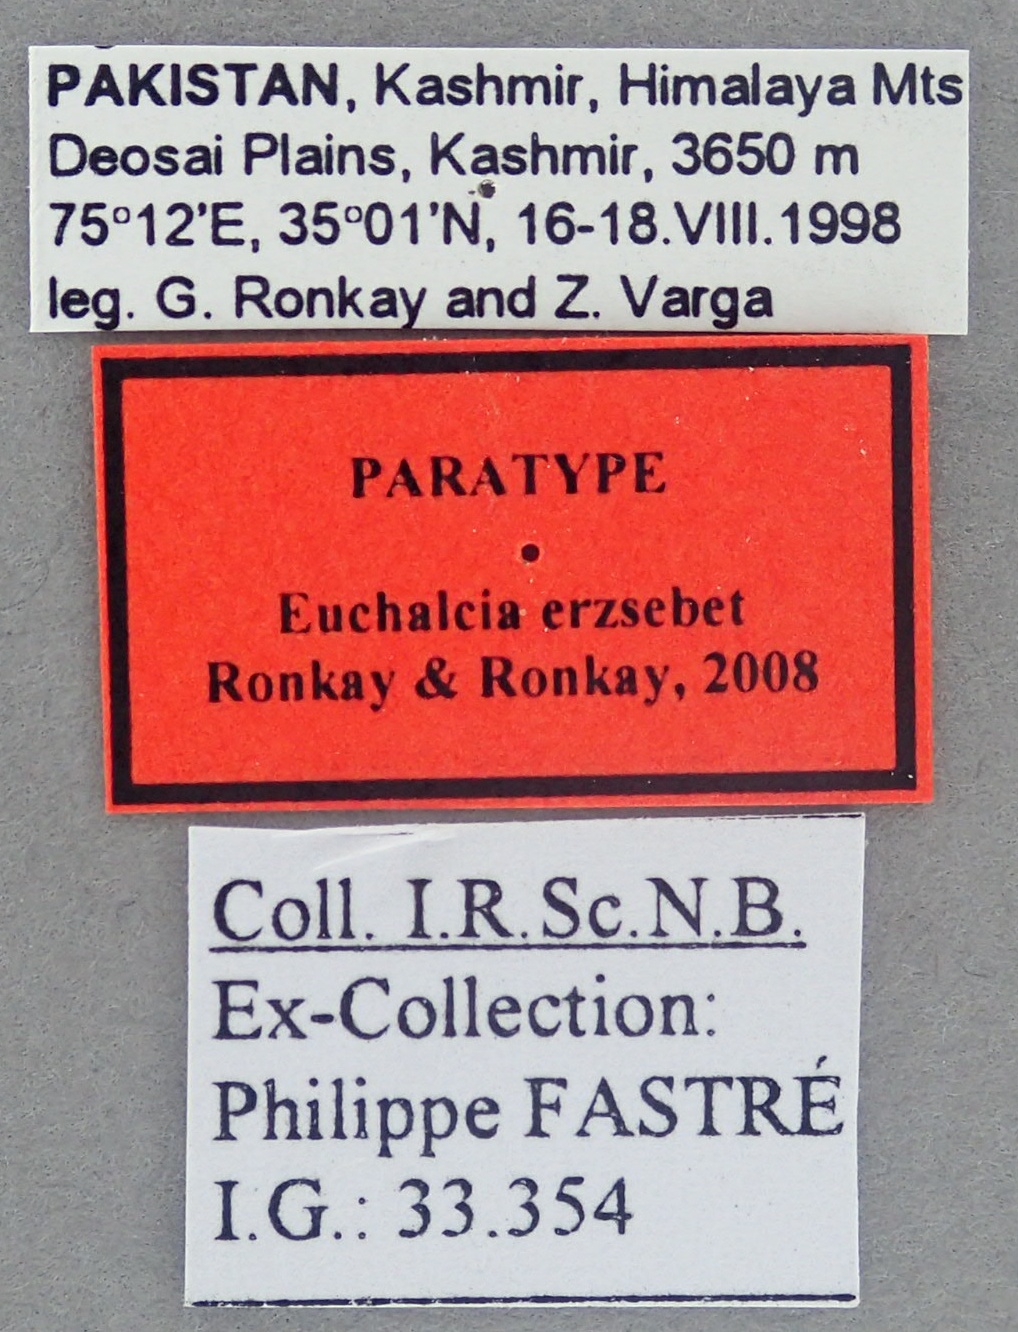 PAKISTAN, Kashmir, Himalaya Mts
Deosai Plains, Kashmir, 3650 m
75°12'E, 35°01'N, 16-18.VIII.1998
leg. G. Ronkay and Z. Varga
PARATYPE
Euchalcia erzsebet
Ronkay & Ronkay, 2008
Coll. I.R.Sc.N.B.
Ex-Collection:
Philippe FASTRÉ
I.G.: 33.354